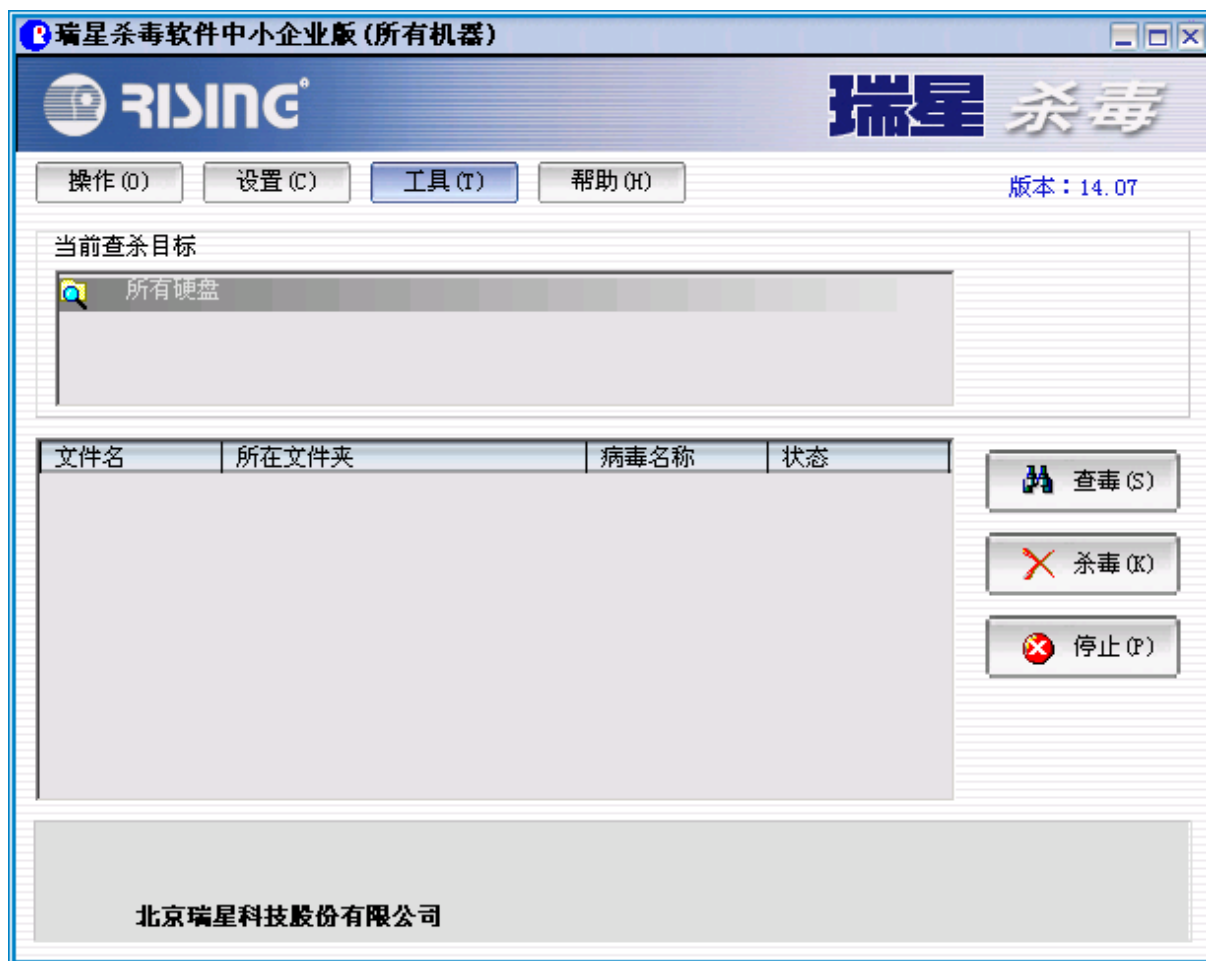 瑞星杀毒软件中小企业版(所有机器)
RISING® 瑞星 杀毒
操作(O) 设置(C) 工具(T) 帮助(H) 版本：14.07
当前查杀目标
所有硬盘
文件名 所在文件夹 病毒名称 状态
查毒(S)
杀毒(K)
停止(P)
北京瑞星科技股份有限公司